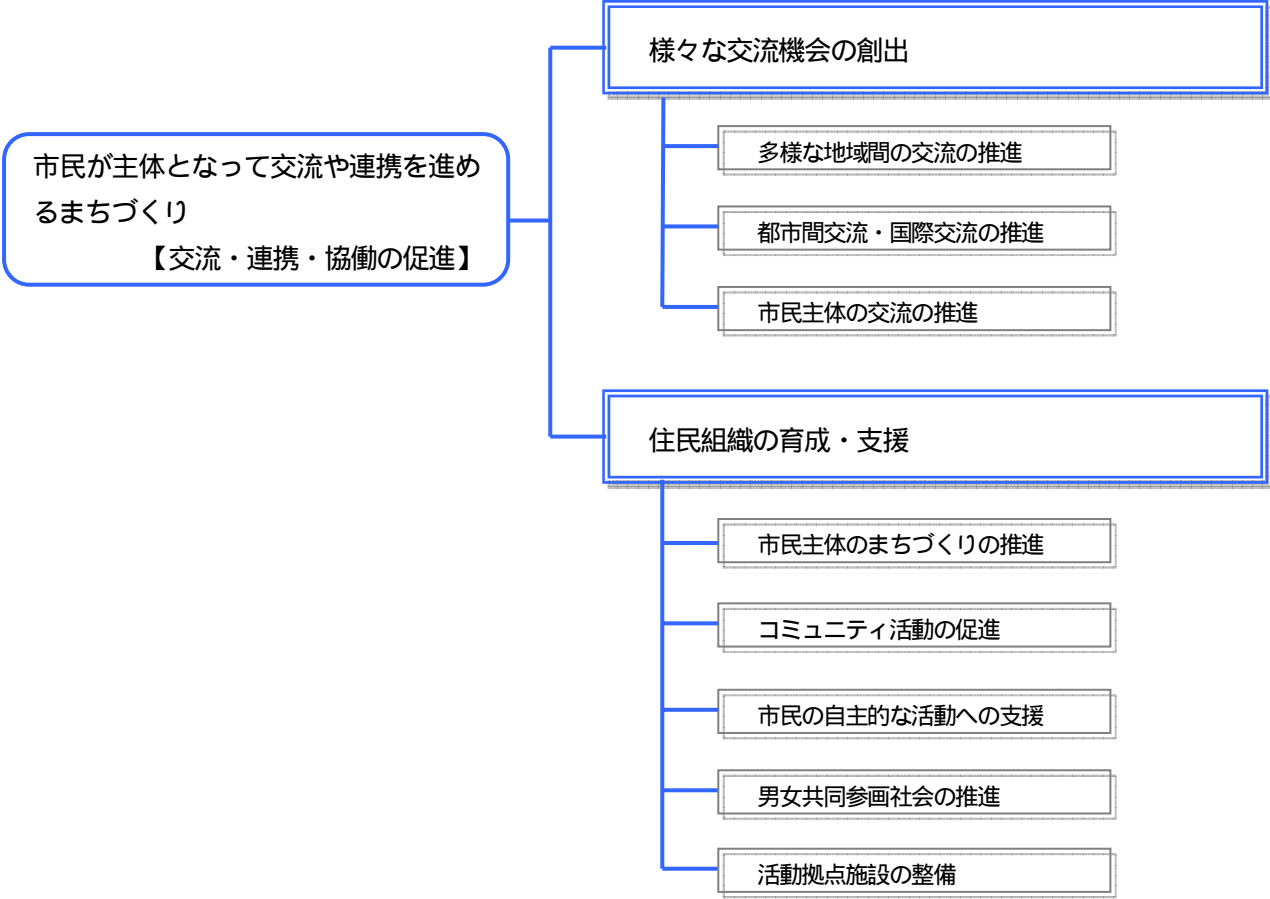 市民が主体となって交流や連携を進め
るまちづくり
【交流・連携・協働の促進】
様々な交流機会の創出
多様な地域間の交流の推進
都市間交流・国際交流の推進
市民主体の交流の推進
住民組織の育成・支援
市民主体のまちづくりの推進
コミュニティ活動の促進
市民の自主的な活動への支援
男女共同参画社会の推進
活動拠点施設の整備